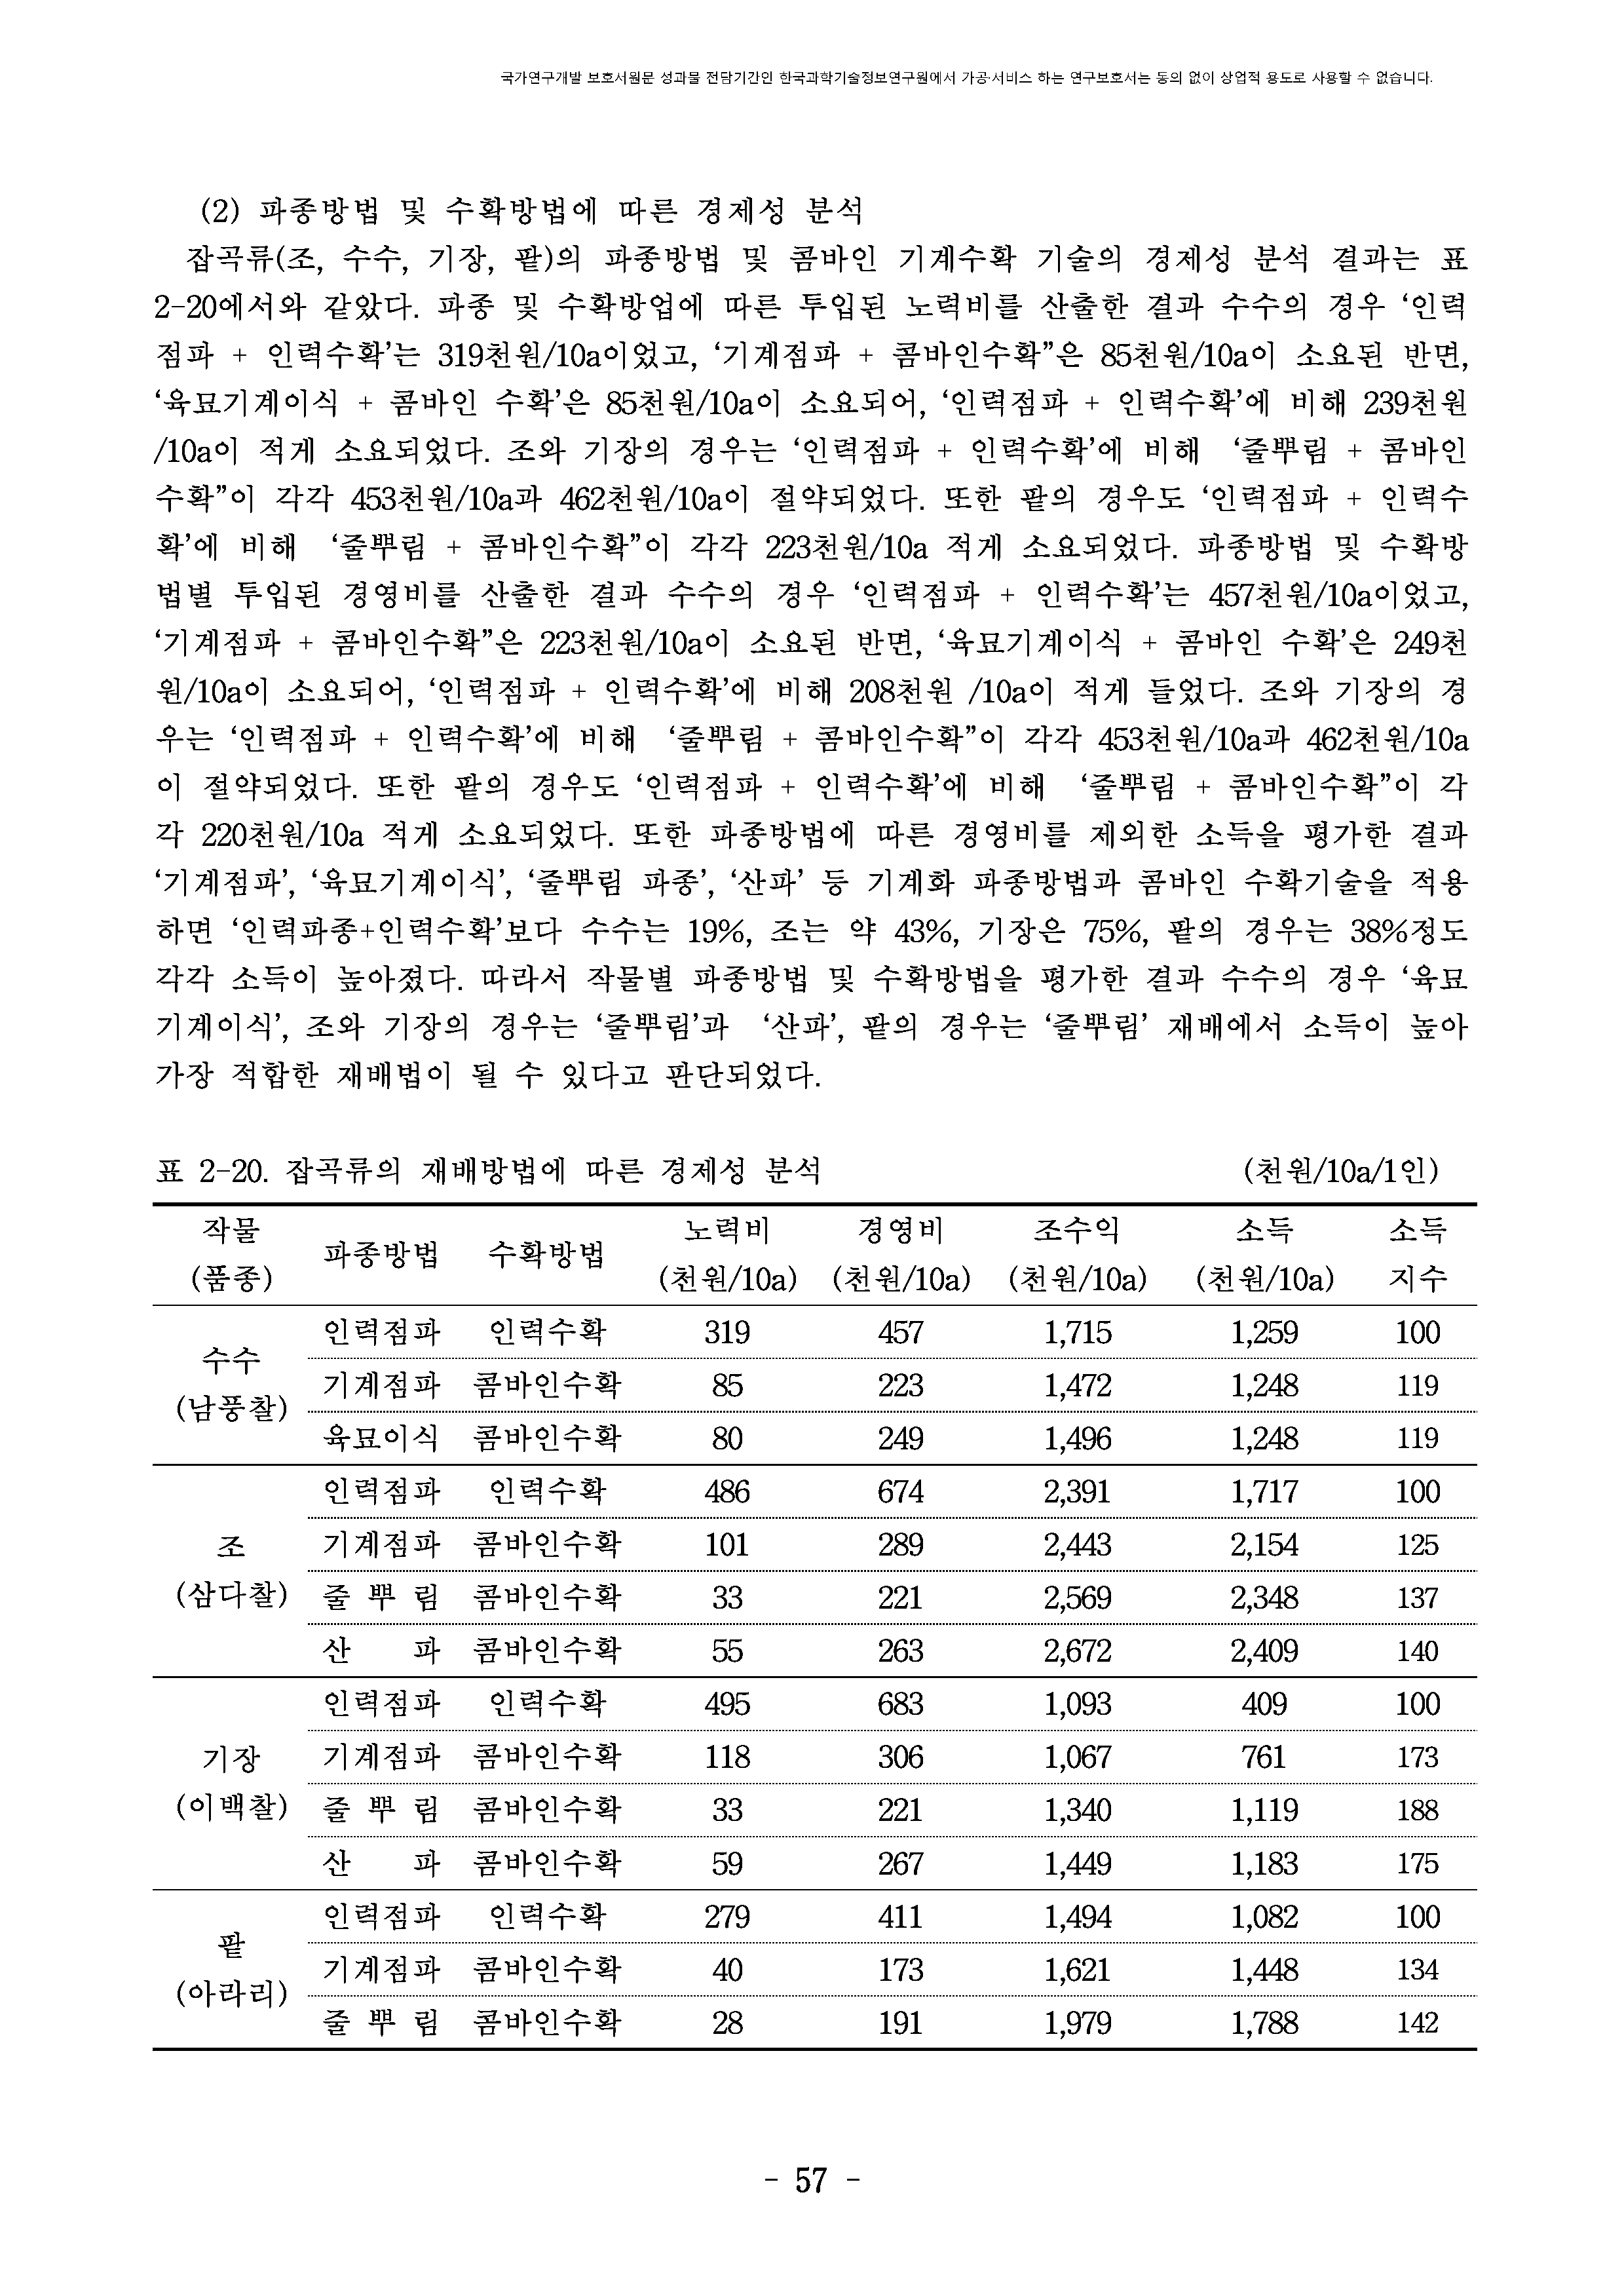 국가연구개발 보호서원문 성과물 전담기간인 한국과학기술정보연구원에서 가공·서비스 하는 연구보호서는 동의 없이 상업적 용도로 사용할 수 없습니다.
(2) 파종방법 및 수확방법에 따른 경제성 분석
잡곡류(조, 수수, 기장, 팥)의 파종방법 및 콤바인 기계수확 기술의 경제성 분석 결과는 표
2-20에서와 같았다. 파종 및 수확방업에 따른 투입된 노력비를 산출한 결과 수수의 경우 ‘인력
점파 + 인력수확’는 319천원/10a이었고, ‘기계점파 + 콤바인수확”은 85천원/10a이 소요된 반면,
‘육묘기계이식 + 콤바인 수확’은 85천원/10a이 소요되어, ‘인력점파 + 인력수확’에 비해 239천원
/10a이 적게 소요되었다. 조와 기장의 경우는 ‘인력점파 + 인력수확’에 비해 ‘줄뿌림 + 콤바인
수확”이 각각 453천원/10a과 462천원/10a이 절약되었다. 또한 팥의 경우도 ‘인력점파 + 인력수
확’에 비해 ‘줄뿌림 + 콤바인수확”이 각각 223천원/10a 적게 소요되었다. 파종방법 및 수확방
법별 투입된 경영비를 산출한 결과 수수의 경우 ‘인력점파 + 인력수확’는 457천원/10a이었고,
‘기계점파 + 콤바인수확”은 223천원/10a이 소요된 반면, ‘육묘기계이식 + 콤바인 수확’은 249천
원/10a이 소요되어, ‘인력점파 + 인력수확’에 비해 208천원 /10a이 적게 들었다. 조와 기장의 경
우는 ‘인력점파 + 인력수확’에 비해 ‘줄뿌림 + 콤바인수확”이 각각 453천원/10a과 462천원/10a
이 절약되었다. 또한 팥의 경우도 ‘인력점파 + 인력수확’에 비해 ‘줄뿌림 + 콤바인수확”이 각
각 220천원/10a 적게 소요되었다. 또한 파종방법에 따른 경영비를 제외한 소득을 평가한 결과
‘기계점파’, ‘육묘기계이식’, ‘줄뿌림 파종’, ‘산파’ 등 기계화 파종방법과 콤바인 수확기술을 적용
하면 ‘인력파종+인력수확’보다 수수는 19%, 조는 약 43%, 기장은 75%, 팥의 경우는 38%정도
각각 소득이 높아졌다. 따라서 작물별 파종방법 및 수확방법을 평가한 결과 수수의 경우 ‘육묘
기계이식’, 조와 기장의 경우는 ‘줄뿌림’과 ‘산파’, 팥의 경우는 ‘줄뿌림’ 재배에서 소득이 높아
가장 적합한 재배법이 될 수 있다고 판단되었다.
표 2-20. 잡곡류의 재배방법에 따른 경제성 분석 (천원/10a/1인)
작물 파종방법 수확방법 노력비 경영비 조수익 소득 소득
(품종) (천원/10a) (천원/10a) (천원/10a) (천원/10a) 지수
수수
(남풍찰)
인력점파 인력수확 319 457 1,715 1,259 100
기계점파 콤바인수확 85 223 1,472 1,248 119
육묘이식 콤바인수확 80 249 1,496 1,248 119
조
(삼다찰)
인력점파 인력수확 486 674 2,391 1,717 100
기계점파 콤바인수확 101 289 2,443 2,154 125
줄 뿌 림 콤바인수확 33 221 2,569 2,348 137
산 파 콤바인수확 55 263 2,672 2,409 140
기장
(이백찰)
인력점파 인력수확 495 683 1,093 409 100
기계점파 콤바인수확 118 306 1,067 761 173
줄 뿌 림 콤바인수확 33 221 1,340 1,119 188
산 파 콤바인수확 59 267 1,449 1,183 175
팥
(아라리)
인력점파 인력수확 279 411 1,494 1,082 100
기계점파 콤바인수확 40 173 1,621 1,448 134
줄 뿌 림 콤바인수확 28 191 1,979 1,788 142
- 57 -